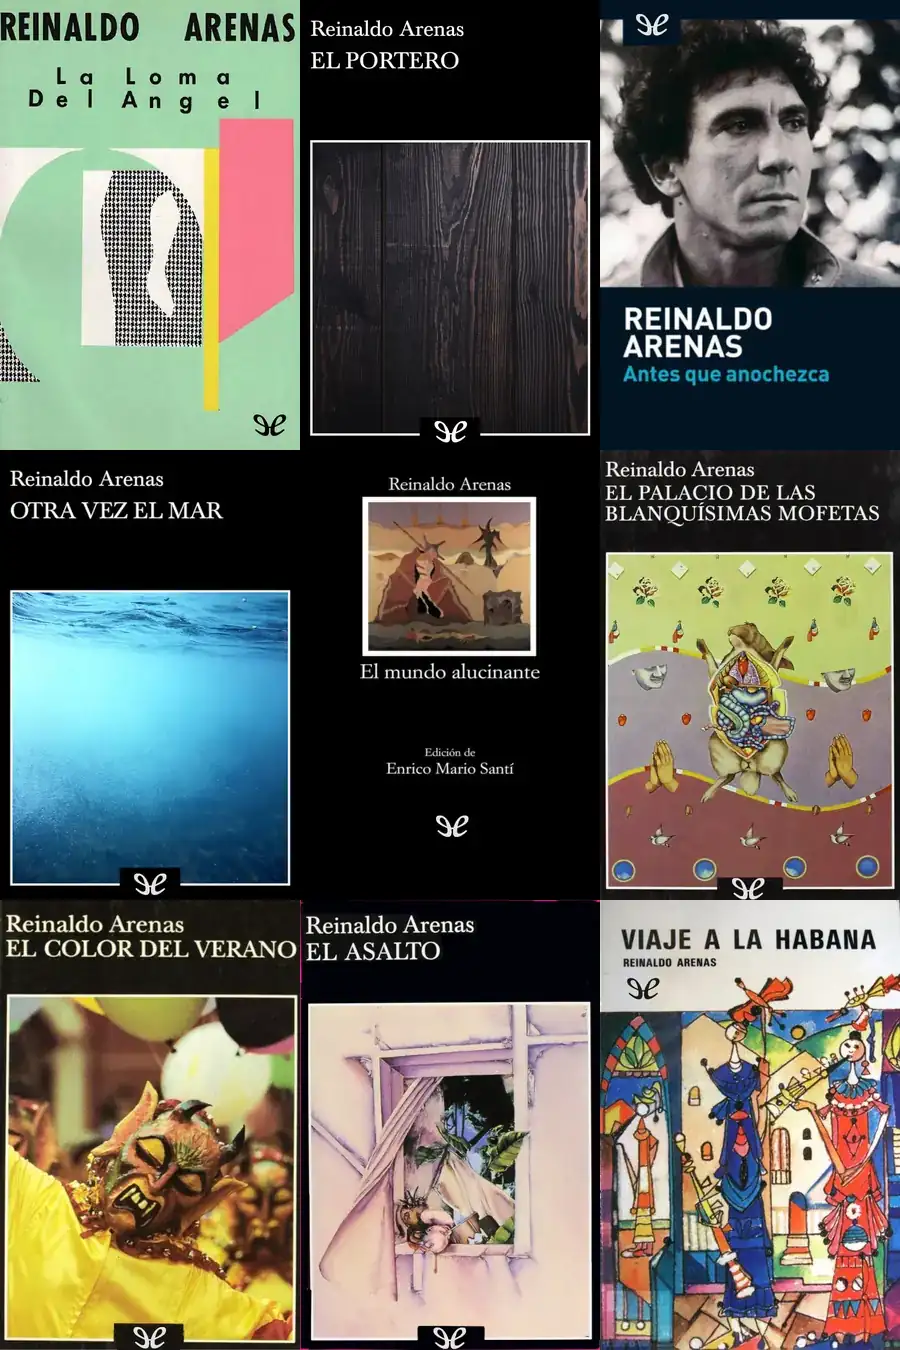 REINALDO ARENAS
La Loma
Del Angel
Reinaldo Arenas
EL PORTERO
REINALDO
ARENAS
Antes que anochezca
Reinaldo Arenas
OTRA VEZ EL MAR
Reinaldo Arenas
El mundo alucinante
Edición de
Enrico Mario Santí
Reinaldo Arenas
EL PALACIO DE LAS
BLANQUÍSIMAS MOFETAS
Reinaldo Arenas
EL COLOR DEL VERANO
Reinaldo Arenas
EL ASALTO
VIAJE A LA HABANA
REINALDO ARENAS